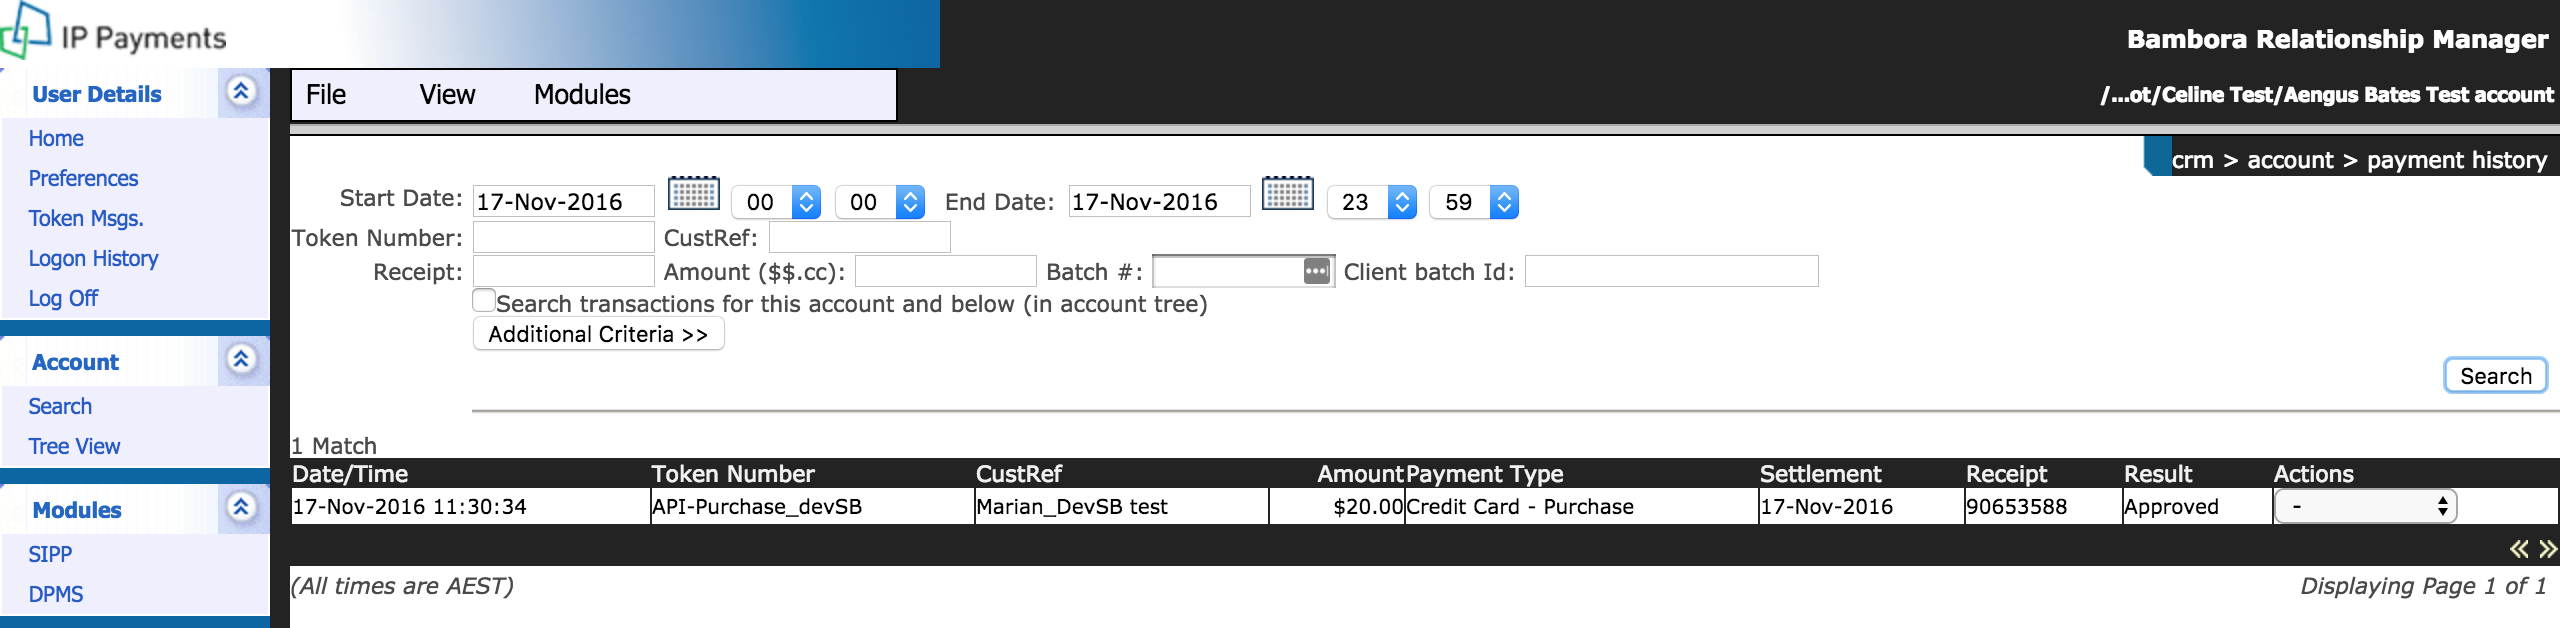 IP Payments
Bambora Relationship Manager
/...ot/Celine Test/Aengus Bates Test account
User Details
Home
Preferences
Token Msgs.
Logon History
Log Off
Account
Search
Tree View
Modules
SIPP
DPMS
File View Modules
crm > account > payment history
Start Date: 17-Nov-2016 00 00 End Date: 17-Nov-2016 23 59
Token Number: CustRef:
Receipt: Amount ($$.cc): Batch #: Client batch Id:
Search transactions for this account and below (in account tree)
Additional Criteria >>
Search
1 Match
Date/Time Token Number CustRef Amount Payment Type Settlement Receipt Result Actions
17-Nov-2016 11:30:34 API-Purchase_devSB Marian_DevSB test $20.00 Credit Card - Purchase 17-Nov-2016 90653588 Approved -
(All times are AEST) Displaying Page 1 of 1